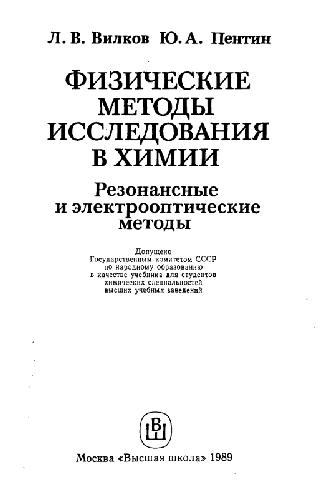 Л. В. Вилков Ю. А. Пентин
ФИЗИЧЕСКИЕ
МЕТОДЫ
ИССЛЕДОВАНИЯ
В ХИМИИ
Резонансные
и электрооптические
методы
Допущено
Государственным комитетом СССР
по народному образованию
в качестве учебника для студентов
химических специальностей
высших учебных заведений
ВШ
Москва «Высшая школа» 1989